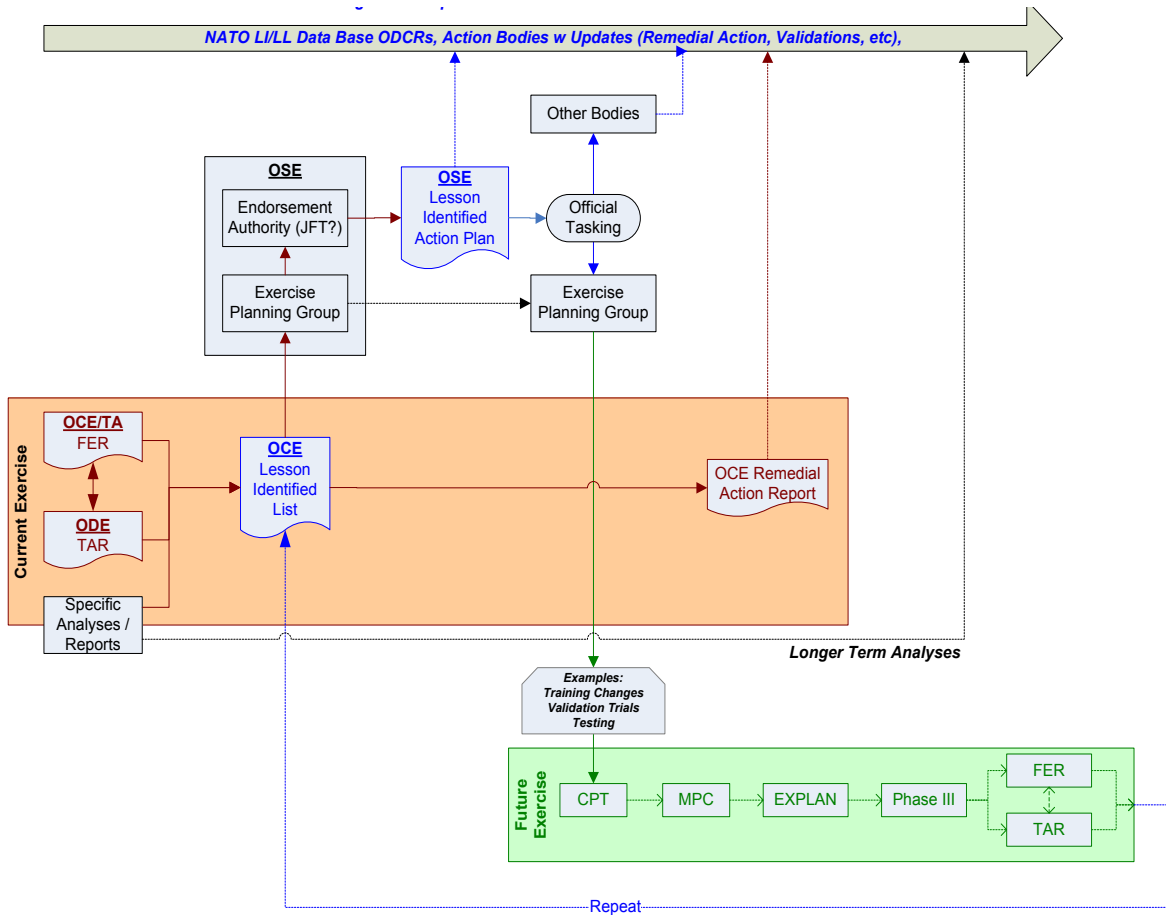 NATO LI/LL Data Base ODCRs, Action Bodies w Updates (Remedial Action, Validations, etc),
Other Bodies
OSE
Endorsement
Authority (JFT?)
Exercise
Planning Group
OSE
Lesson
Identified
Action Plan
Official
Tasking
Exercise
Planning Group
Current Exercise
OCE/TA
FER
ODE
TAR
Specific
Analyses /
Reports
OCE
Lesson
Identified
List
OCE Remedial
Action Report
Longer Term Analyses
Examples:
Training Changes
Validation Trials
Testing
Future
Exercise
CPT
MPC
EXPLAN
Phase III
FER
TAR
Repeat